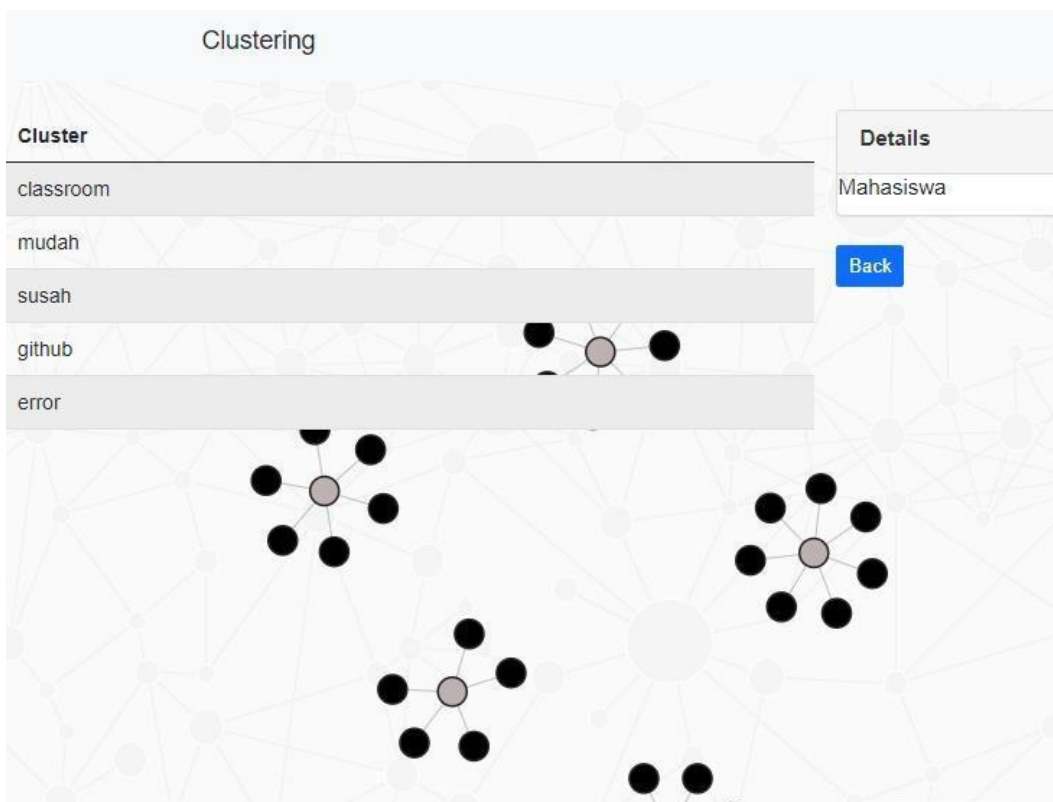 Clustering
Cluster
classroom
mudah
susah
github
error
Details
Mahasiswa
Back